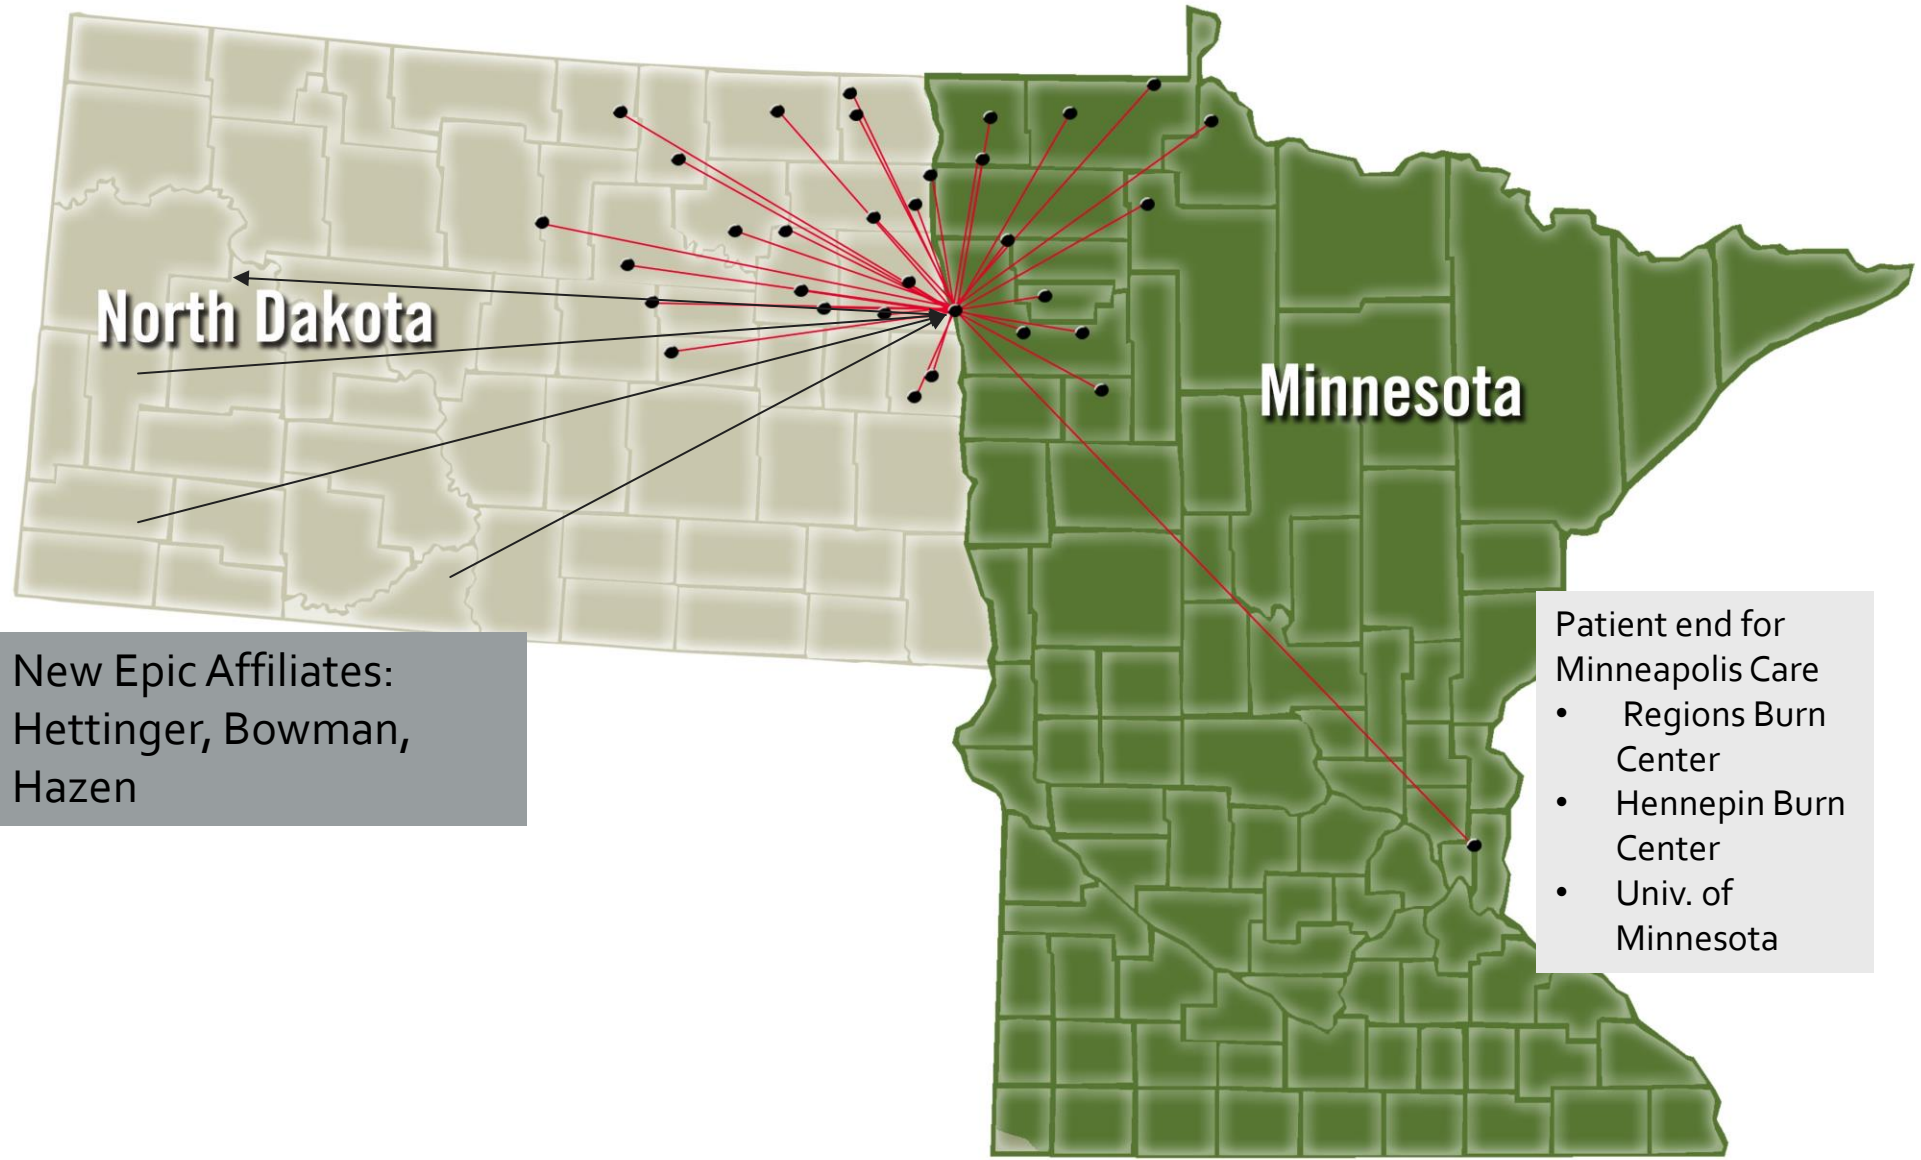 North Dakota
Minnesota
New Epic Affiliates:
Hettinger, Bowman,
Hazen
Patient end for
Minneapolis Care
• Regions Burn
Center
• Hennepin Burn
Center
• Univ. of
Minnesota